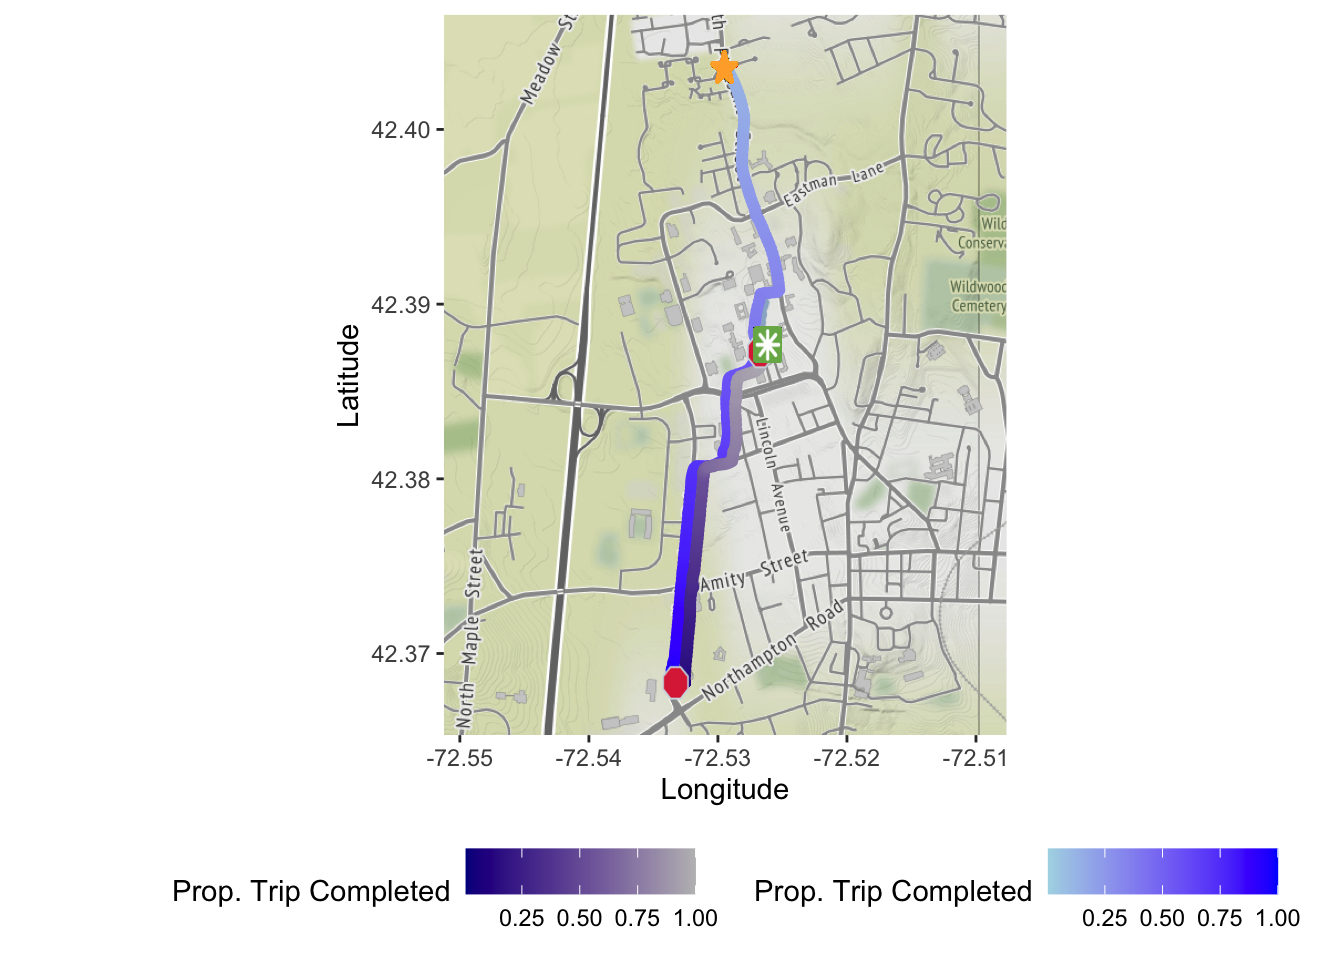 Meadow St
42.40
Eastman Lane
Wild
Conserva
42.39
Wildwood
Cemetery
Latitude
Lincoln Avenue
42.38
Amity Street
North Maple Street
42.37
Northampton Road
-72.55 -72.54 -72.53 -72.52 -72.51
Longitude
Prop. Trip Completed
0.25 0.50 0.75 1.00
Prop. Trip Completed
0.25 0.50 0.75 1.00